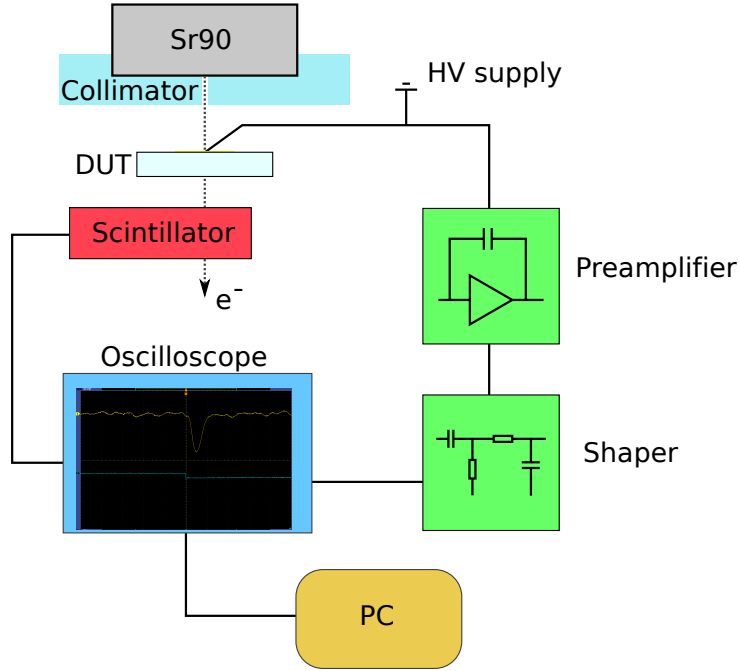 Sr90
Collimator
HV supply
DUT
Scintillator
e-
Preamplifier
Oscilloscope
Shaper
PC